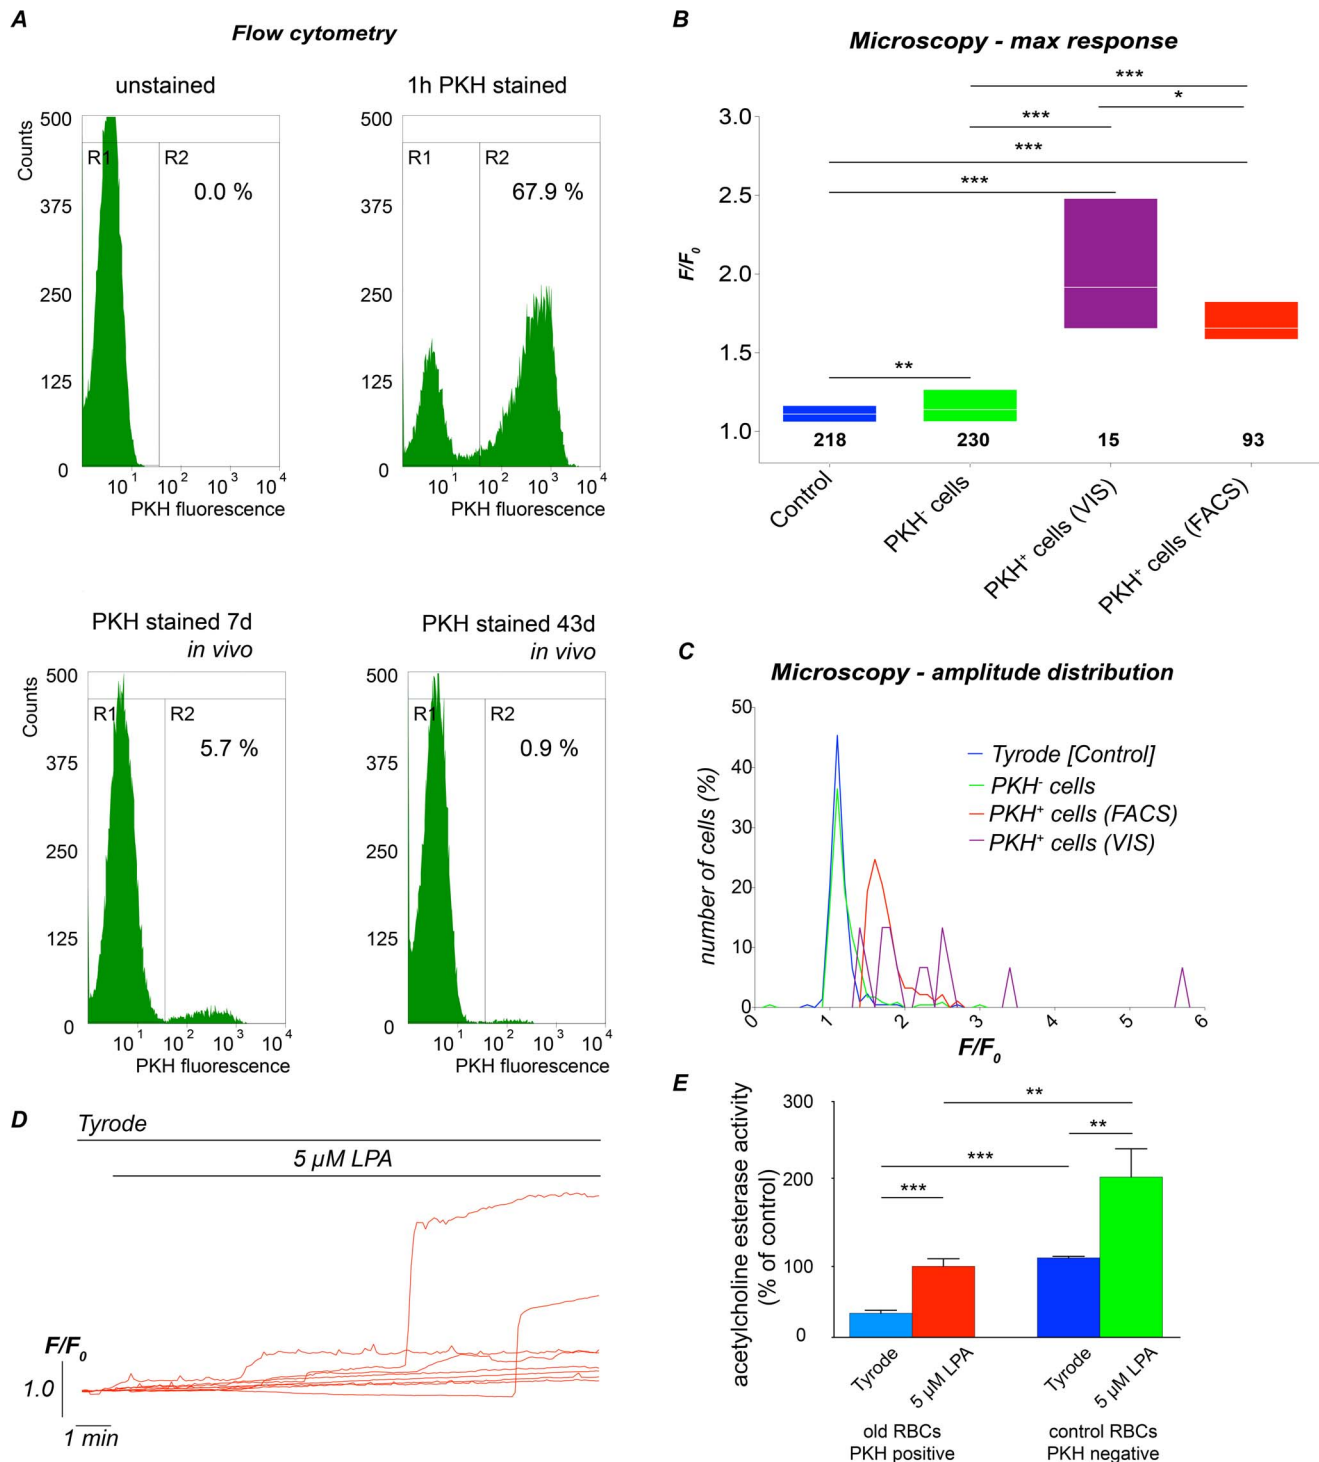 A
Flow cytometry
unstained
1h PKH stained
Counts
500
375
250
125
0
R1
R2
0.0 %
10¹ 10² 10³ 10⁴
PKH fluorescence
500
375
250
125
0
R1
R2
67.9 %
10¹ 10² 10³ 10⁴
PKH fluorescence
PKH stained 7d
in vivo
PKH stained 43d
in vivo
Counts
500
375
250
125
0
R1
R2
5.7 %
10¹ 10² 10³ 10⁴
PKH fluorescence
500
375
250
125
0
R1
R2
0.9 %
10¹ 10² 10³ 10⁴
PKH fluorescence
B
Microscopy - max response
F/F₀
3.0
2.5
2.0
1.5
1.0
***
*
***
***
***
**
218
230
15
93
Control
PKH⁻ cells
PKH⁺ cells (VIS)
PKH⁺ cells (FACS)
C
Microscopy - amplitude distribution
number of cells (%)
50
40
30
20
10
0
Tyrode [Control]
PKH⁻ cells
PKH⁺ cells (FACS)
PKH⁺ cells (VIS)
0 1 2 3 4 5 6
F/F₀
D
Tyrode
5 µM LPA
F/F₀
1.0
1 min
E
acetylcholine esterase activity
(% of control)
300
200
100
0
**
**
***
***
Tyrode
5 µM LPA
Tyrode
5 µM LPA
old RBCs
PKH positive
control RBCs
PKH negative